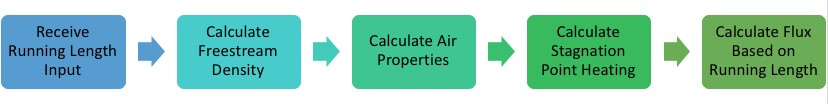 Receive
Running Length
Input
Calculate
Freestream
Density
Calculate Air
Properties
Calculate
Stagnation
Point Heating
Calculate Flux
Based on
Running Length